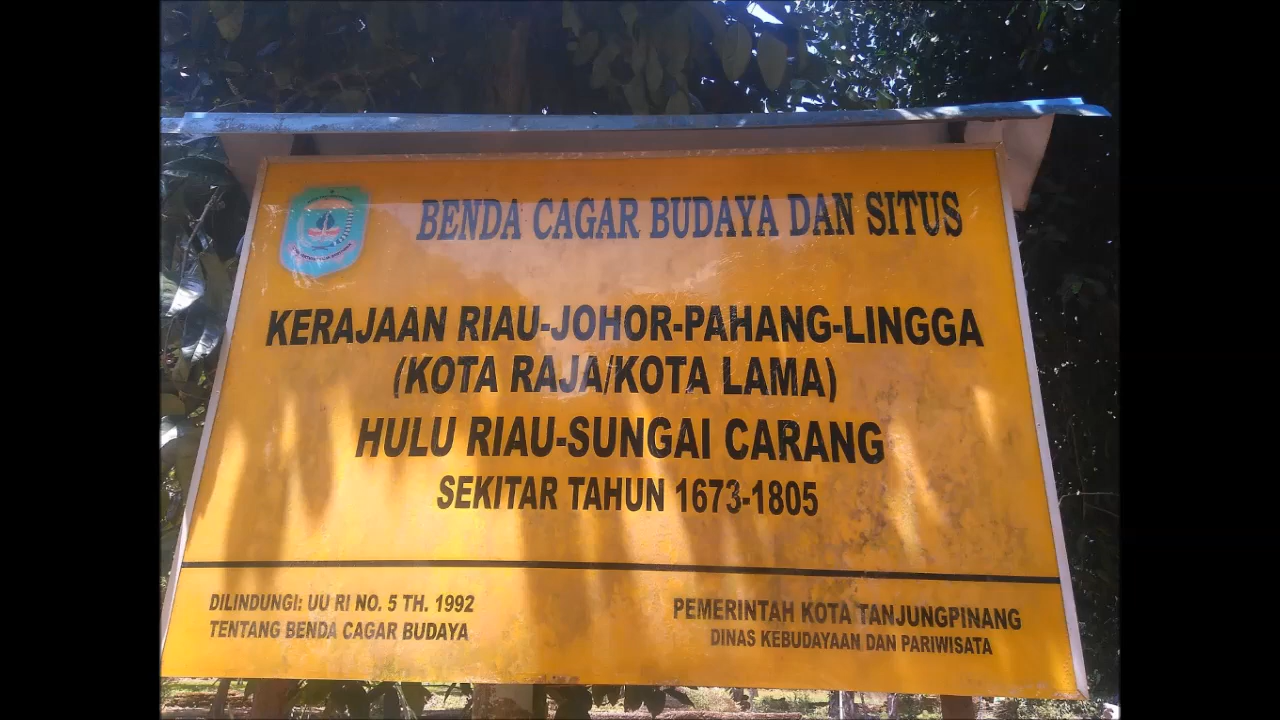 BENDA CAGAR BUDAYA DAN SITUS
KERAJAAN RIAU-JOHOR-PAHANG-LINGGA
(KOTA RAJA/KOTA LAMA)
HULU RIAU-SUNGAI CARANG
SEKITAR TAHUN 1673-1805
DILINDUNGI: UU RI NO. 5 TH. 1992
TENTANG BENDA CAGAR BUDAYA
PEMERINTAH KOTA TANJUNGPINANG
DINAS KEBUDAYAAN DAN PARIWISATA